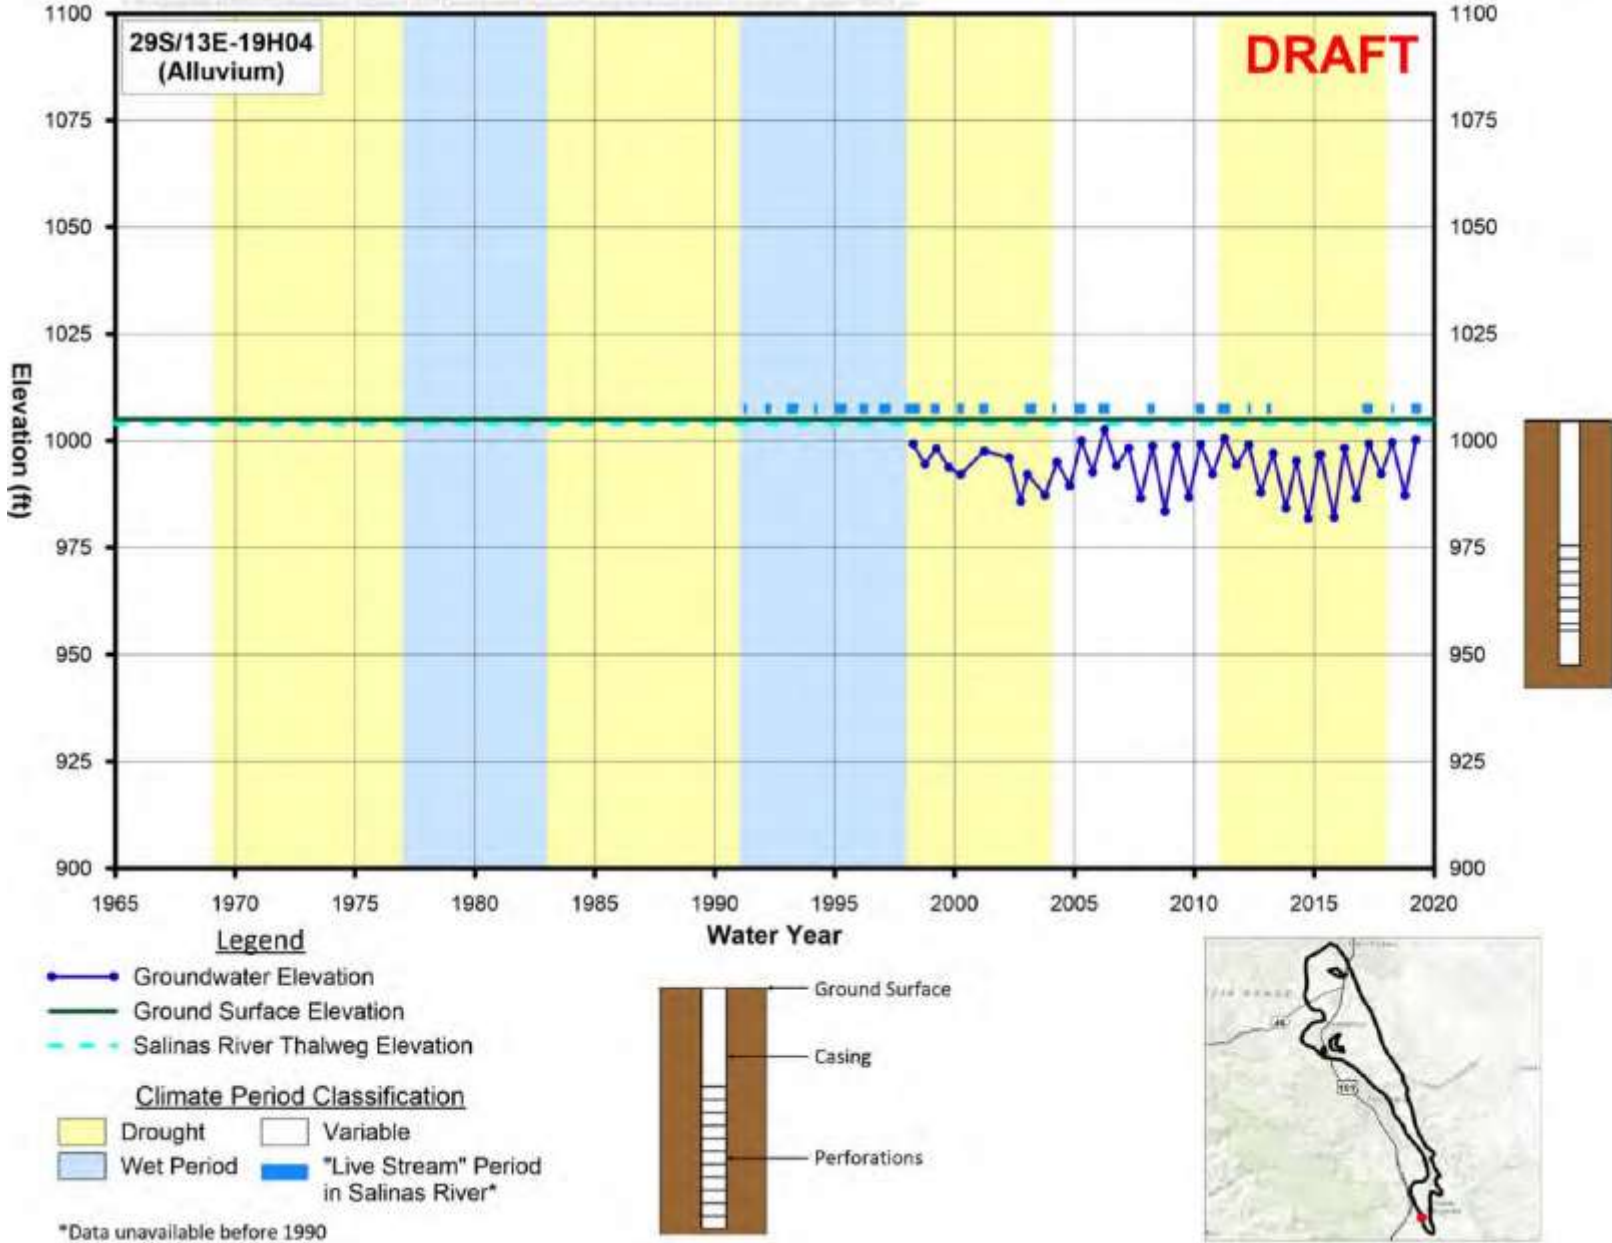 29S/13E-19H04
(Alluvium)
DRAFT
1100
1075
1050
1025
1000
975
950
925
900
1100
1075
1050
1025
1000
975
950
925
900
Elevation (ft)
1965 1970 1975 1980 1985 1990 1995 2000 2005 2010 2015 2020
Water Year
Legend
Groundwater Elevation
Ground Surface Elevation
Salinas River Thalweg Elevation
Climate Period Classification
Drought
Variable
Wet Period
"Live Stream" Period
in Salinas River*
*Data unavailable before 1990
Ground Surface
Casing
Perforations
46
101